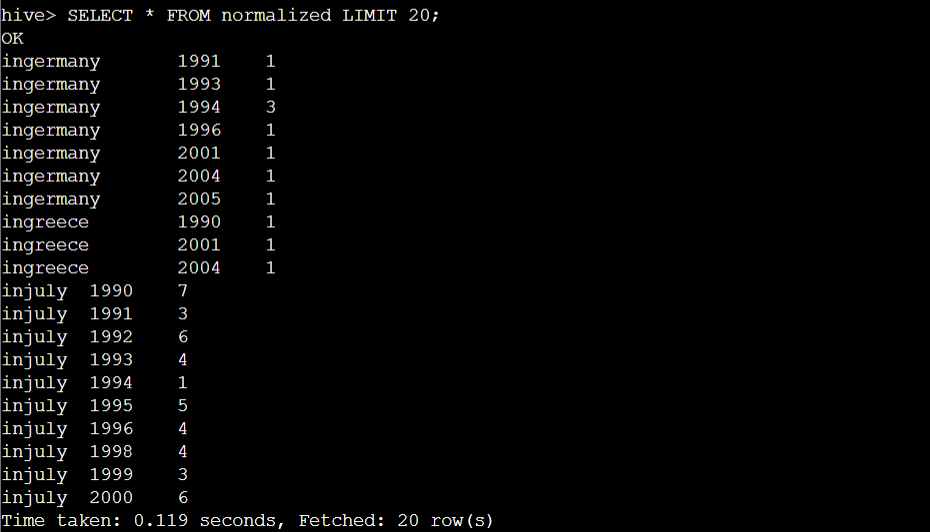 hive> SELECT * FROM normalized LIMIT 20;
OK
ingermany	1991	1
ingermany	1993	1
ingermany	1994	3
ingermany	1996	1
ingermany	2001	1
ingermany	2004	1
ingermany	2005	1
ingreece	1990	1
ingreece	2001	1
ingreece	2004	1
injuly	1990	7
injuly	1991	3
injuly	1992	6
injuly	1993	4
injuly	1994	1
injuly	1995	5
injuly	1996	4
injuly	1998	4
injuly	1999	3
injuly	2000	6
Time taken: 0.119 seconds, Fetched: 20 row(s)